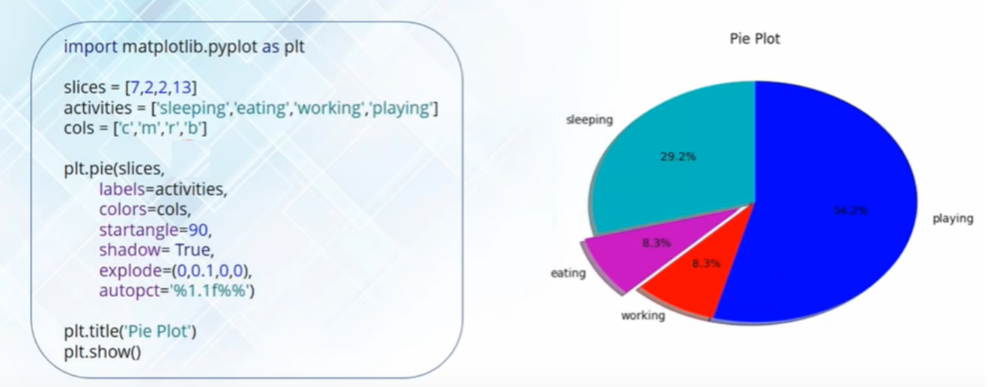 import matplotlib.pyplot as plt
slices = [7,2,2,13]
activities = ['sleeping','eating','working','playing']
cols = ['c','m','r','b']
plt.pie(slices,
labels=activities,
colors=cols,
startangle=90,
shadow= True,
explode=(0,0.1,0,0),
autopct='%1.1f%%')
plt.title('Pie Plot')
plt.show()
Pie Plot
sleeping
29.2%
54.2%
playing
8.3%
8.3%
eating
working